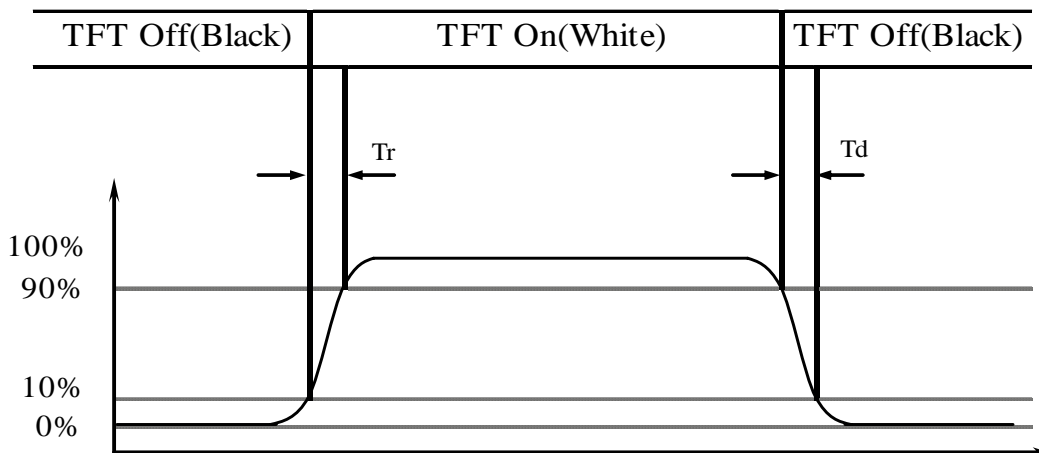 TFT Off(Black) TFT On(White) TFT Off(Black)
Tr Td
100%
90%
10%
0%